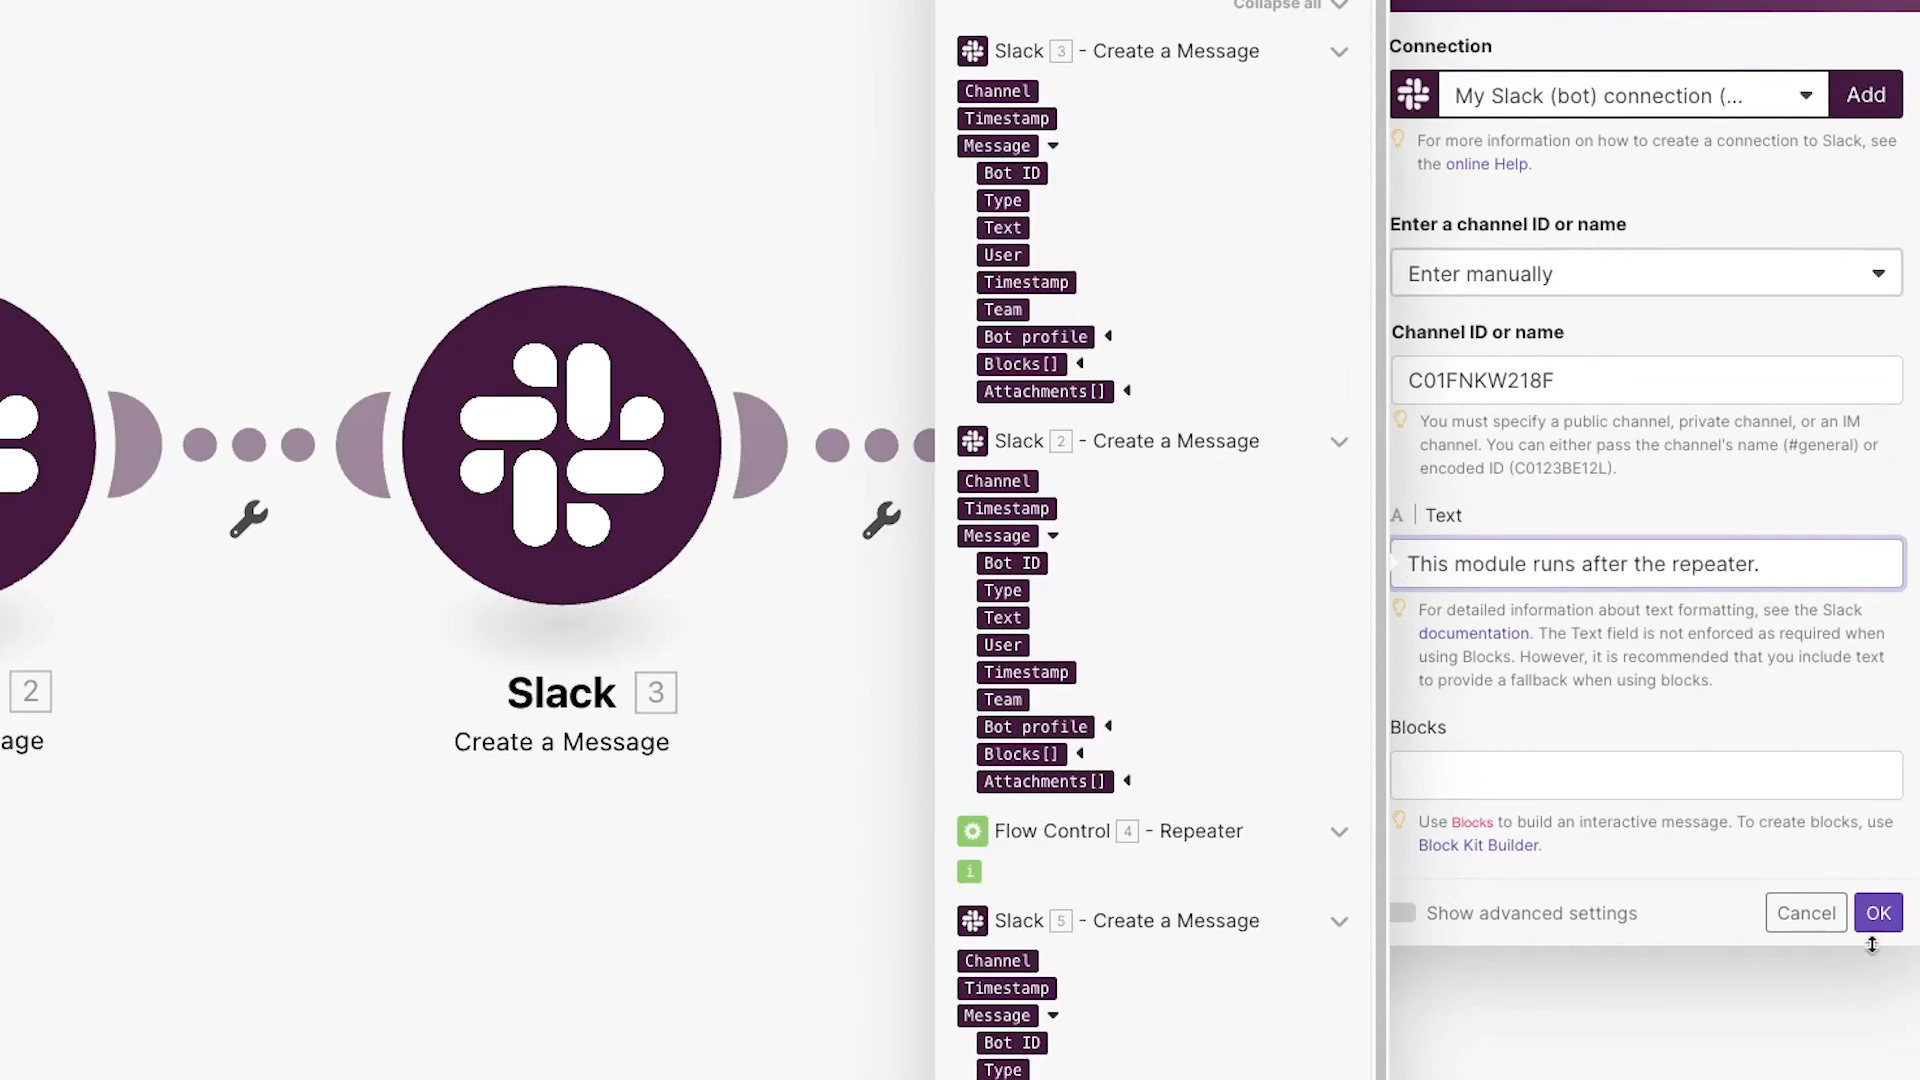 2
age
Slack 3
Create a Message
Collapse all
Slack 3 - Create a Message
Channel
Timestamp
Message
Bot ID
Type
Text
User
Timestamp
Team
Bot profile
Blocks[]
Attachments[]
Slack 2 - Create a Message
Channel
Timestamp
Message
Bot ID
Type
Text
User
Timestamp
Team
Bot profile
Blocks[]
Attachments[]
Flow Control 4 - Repeater
i
Slack 5 - Create a Message
Channel
Timestamp
Message
Bot ID
Type
Connection
My Slack (bot) connection (...
Add
For more information on how to create a connection to Slack, see
the online Help.
Enter a channel ID or name
Enter manually
Channel ID or name
C01FNKW218F
You must specify a public channel, private channel, or an IM
channel. You can either pass the channel's name (#general) or
encoded ID (C0123BE12L).
A | Text
This module runs after the repeater.
For detailed information about text formatting, see the Slack
documentation. The Text field is not enforced as required when
using Blocks. However, it is recommended that you include text
to provide a fallback when using blocks.
Blocks
Use Blocks to build an interactive message. To create blocks, use
Block Kit Builder.
Show advanced settings
Cancel
OK